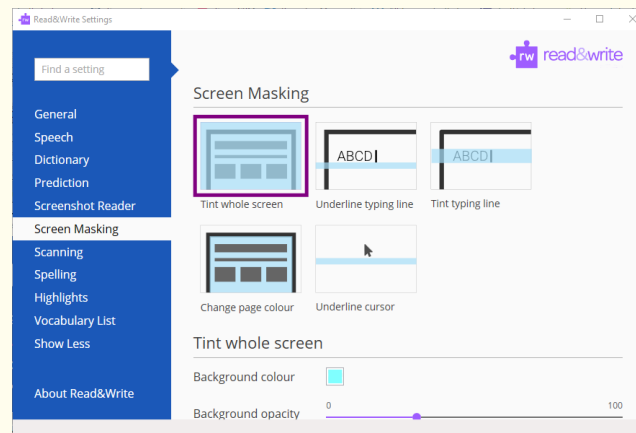 Read&Write Settings
rw read&write
Find a setting
General
Speech
Dictionary
Prediction
Screenshot Reader
Screen Masking
Scanning
Spelling
Highlights
Vocabulary List
Show Less
About Read&Write
Screen Masking
ABCD
ABCD
Tint whole screen
Underline typing line
Tint typing line
Change page colour
Underline cursor
Tint whole screen
Background colour
0 100
Background opacity